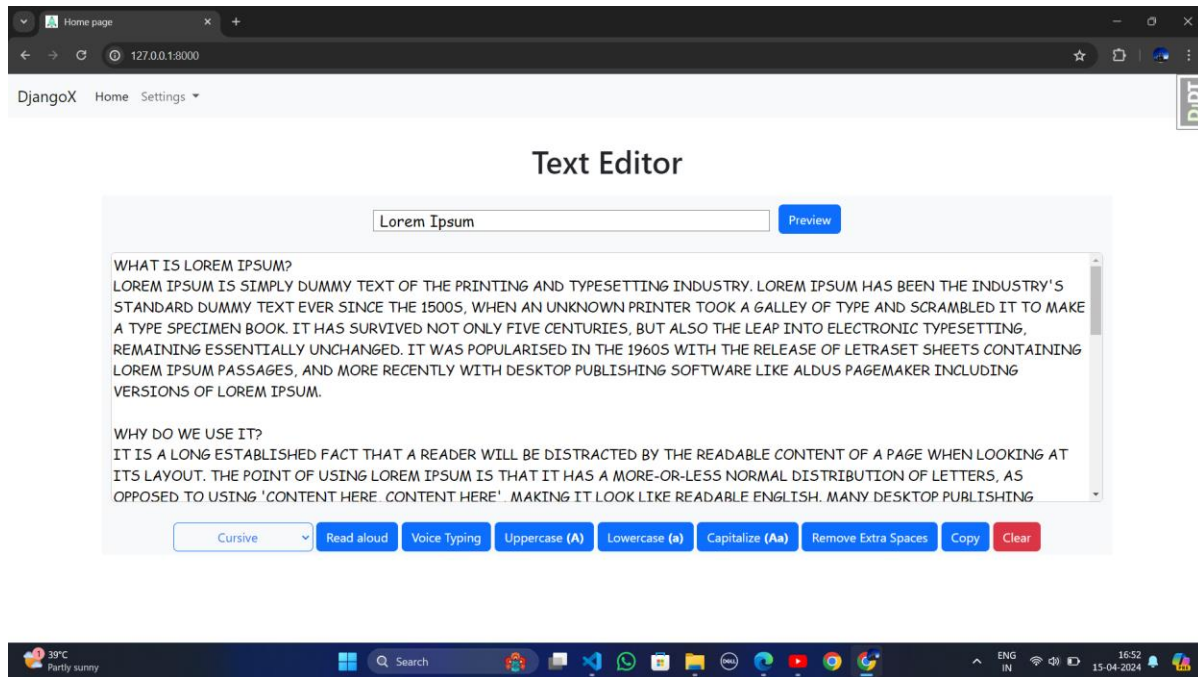 Home page
127.0.0.1:8000
DjangoX Home Settings
DjDT
Text Editor
Lorem Ipsum Preview
WHAT IS LOREM IPSUM?
LOREM IPSUM IS SIMPLY DUMMY TEXT OF THE PRINTING AND TYPESETTING INDUSTRY. LOREM IPSUM HAS BEEN THE INDUSTRY'S
STANDARD DUMMY TEXT EVER SINCE THE 1500S, WHEN AN UNKNOWN PRINTER TOOK A GALLEY OF TYPE AND SCRAMBLED IT TO MAKE
A TYPE SPECIMEN BOOK. IT HAS SURVIVED NOT ONLY FIVE CENTURIES, BUT ALSO THE LEAP INTO ELECTRONIC TYPESETTING,
REMAINING ESSENTIALLY UNCHANGED. IT WAS POPULARISED IN THE 1960S WITH THE RELEASE OF LETRASET SHEETS CONTAINING
LOREM IPSUM PASSAGES, AND MORE RECENTLY WITH DESKTOP PUBLISHING SOFTWARE LIKE ALDUS PAGEMAKER INCLUDING
VERSIONS OF LOREM IPSUM.
WHY DO WE USE IT?
IT IS A LONG ESTABLISHED FACT THAT A READER WILL BE DISTRACTED BY THE READABLE CONTENT OF A PAGE WHEN LOOKING AT
ITS LAYOUT. THE POINT OF USING LOREM IPSUM IS THAT IT HAS A MORE-OR-LESS NORMAL DISTRIBUTION OF LETTERS, AS
OPPOSED TO USING 'CONTENT HERE, CONTENT HERE', MAKING IT LOOK LIKE READABLE ENGLISH. MANY DESKTOP PUBLISHING
Cursive Read aloud Voice Typing Uppercase (A) Lowercase (a) Capitalize (Aa) Remove Extra Spaces Copy Clear
1 39°C Search DELL ENG 16:52
Partly sunny IN 15-04-2024 PRE